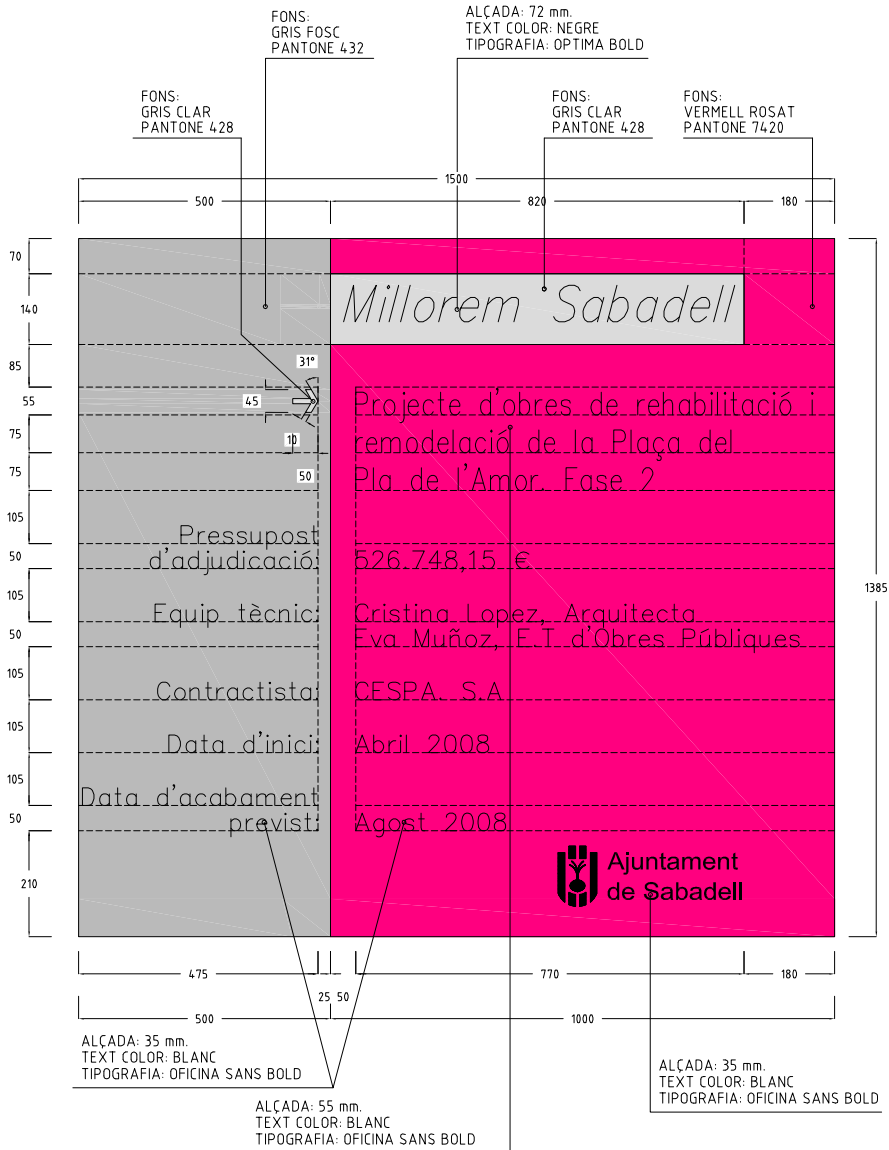 FONS:
GRIS FOSC
PANTONE 432
ALÇADA: 72 mm.
TEXT COLOR: NEGRE
TIPOGRAFIA: OPTIMA BOLD
FONS:
GRIS CLAR
PANTONE 428
FONS:
GRIS CLAR
PANTONE 428
FONS:
VERMELL ROSAT
PANTONE 7420
1500
500
820
180
70
140
85
55
75
75
105
50
105
50
105
105
105
50
210
1385
Millorem Sabadell
31°
45
10
50
Projecte d'obres de rehabilitació i
remodelació de la Plaça del
Pla de l'Amor. Fase 2
Pressupost
d'adjudicació:
526.748,15 €
Equip tècnic:
Cristina Lopez, Arquitecta
Eva Muñoz, E.T d'Obres Públiques
Contractista:
CESPA. S.A
Data d'inici:
Abril 2008
Data d'acabament
previst:
Agost 2008
Ajuntament
de Sabadell
475
25
50
770
180
500
1000
ALÇADA: 35 mm.
TEXT COLOR: BLANC
TIPOGRAFIA: OFICINA SANS BOLD
ALÇADA: 55 mm.
TEXT COLOR: BLANC
TIPOGRAFIA: OFICINA SANS BOLD
ALÇADA: 35 mm.
TEXT COLOR: BLANC
TIPOGRAFIA: OFICINA SANS BOLD